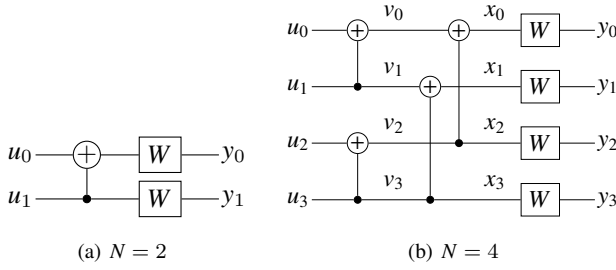 u₀ v₀ x₀ W y₀
u₁ v₁ x₁ W y₁
u₀ W y₀ u₂ v₂ x₂ W y₂
u₁ W y₁ u₃ v₃ x₃ W y₃
(a) N = 2 (b) N = 4